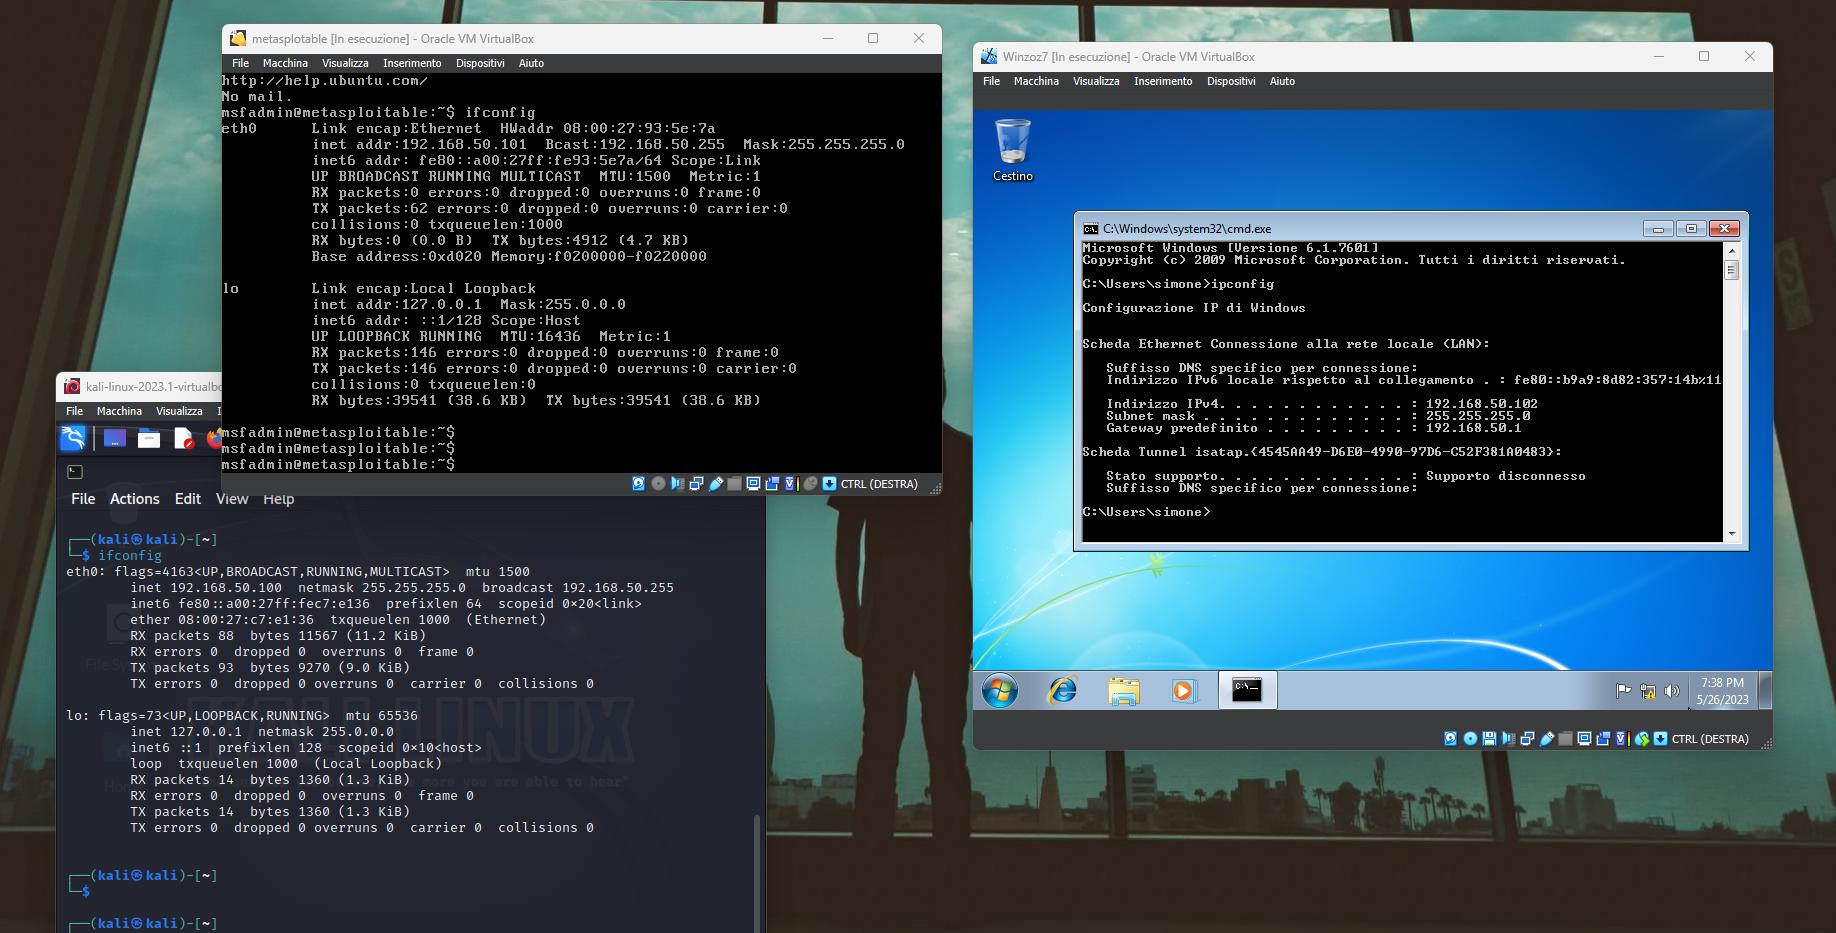 metasplotable [In esecuzione] - Oracle VM VirtualBox
File Macchina Visualizza Inserimento Dispositivi Aiuto
http://help.ubuntu.com/
No mail.
msfadmin@metasploitable:~$ ifconfig
eth0 Link encap:Ethernet HWaddr 08:00:27:93:5e:7a
inet addr:192.168.50.101 Bcast:192.168.50.255 Mask:255.255.255.0
inet6 addr: fe80::a00:27ff:fe93:5e7a/64 Scope:Link
UP BROADCAST RUNNING MULTICAST MTU:1500 Metric:1
RX packets:0 errors:0 dropped:0 overruns:0 frame:0
TX packets:62 errors:0 dropped:0 overruns:0 carrier:0
collisions:0 txqueuelen:1000
RX bytes:0 (0.0 B) TX bytes:4912 (4.7 KB)
Base address:0xd020 Memory:f0200000-f0220000
lo Link encap:Local Loopback
inet addr:127.0.0.1 Mask:255.0.0.0
inet6 addr: ::1/128 Scope:Host
UP LOOPBACK RUNNING MTU:16436 Metric:1
RX packets:146 errors:0 dropped:0 overruns:0 frame:0
TX packets:146 errors:0 dropped:0 overruns:0 carrier:0
collisions:0 txqueuelen:0
RX bytes:39541 (38.6 KB) TX bytes:39541 (38.6 KB)
msfadmin@metasploitable:~$
msfadmin@metasploitable:~$
msfadmin@metasploitable:~$
CTRL (DESTRA)
Winzoz7 [In esecuzione] - Oracle VM VirtualBox
File Macchina Visualizza Inserimento Dispositivi Aiuto
Cestino
C:\Windows\system32\cmd.exe
Microsoft Windows [Versione 6.1.7601]
Copyright (c) 2009 Microsoft Corporation. Tutti i diritti riservati.
C:\Users\simone>ipconfig
Configurazione IP di Windows
Scheda Ethernet Connessione alla rete locale (LAN):
Suffisso DNS specifico per connessione:
Indirizzo IPv6 locale rispetto al collegamento . : fe80::b9a9:8d82:357:14b%11
Indirizzo IPv4. . . . . . . . . . . . : 192.168.50.102
Subnet mask . . . . . . . . . . . . . : 255.255.255.0
Gateway predefinito . . . . . . . . . : 192.168.50.1
Scheda Tunnel isatap.{4545AA49-D6E0-4990-97D6-C52F381A0483}:
Stato supporto. . . . . . . . . . . . : Supporto disconnesso
Suffisso DNS specifico per connessione:
C:\Users\simone>
7:38 PM
5/26/2023
CTRL (DESTRA)
kali-linux-2023.1-virtualbo
File Macchina Visualizza I
File Actions Edit View Help
(kali㉿kali)-[~]
$ ifconfig
eth0: flags=4163<UP,BROADCAST,RUNNING,MULTICAST> mtu 1500
inet 192.168.50.100 netmask 255.255.255.0 broadcast 192.168.50.255
inet6 fe80::a00:27ff:fec7:e136 prefixlen 64 scopeid 0×20<link>
ether 08:00:27:c7:e1:36 txqueuelen 1000 (Ethernet)
RX packets 88 bytes 11567 (11.2 KiB)
RX errors 0 dropped 0 overruns 0 frame 0
TX packets 93 bytes 9270 (9.0 KiB)
TX errors 0 dropped 0 overruns 0 carrier 0 collisions 0
lo: flags=73<UP,LOOPBACK,RUNNING> mtu 65536
inet 127.0.0.1 netmask 255.0.0.0
inet6 ::1 prefixlen 128 scopeid 0×10<host>
loop txqueuelen 1000 (Local Loopback)
RX packets 14 bytes 1360 (1.3 KiB)
RX errors 0 dropped 0 overruns 0 frame 0
TX packets 14 bytes 1360 (1.3 KiB)
TX errors 0 dropped 0 overruns 0 carrier 0 collisions 0
(kali㉿kali)-[~]
$
(kali㉿kali)-[~]
KALI LINUX
more you are able to hear"